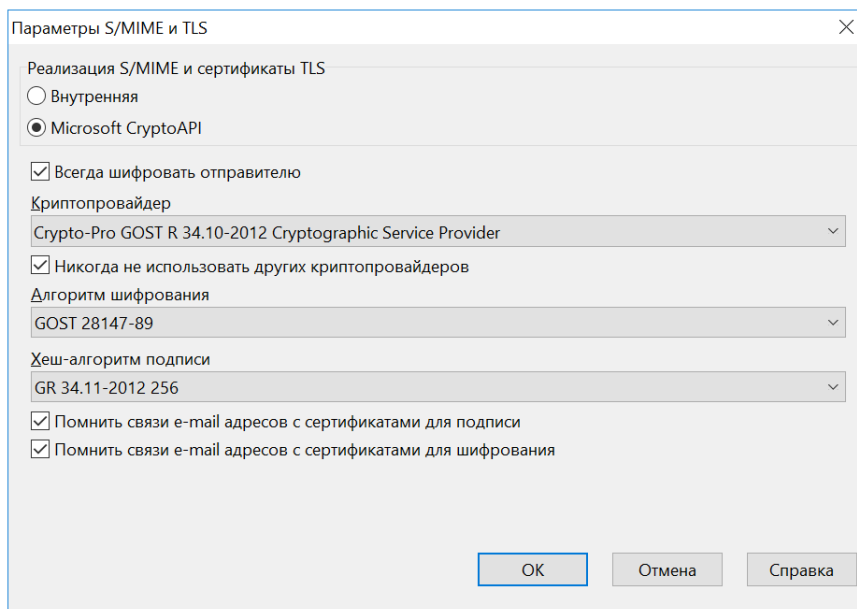 Параметры S/MIME и TLS
Реализация S/MIME и сертификаты TLS
Внутренняя
Microsoft CryptoAPI
Всегда шифровать отправителю
Криптопровайдер
Crypto-Pro GOST R 34.10-2012 Cryptographic Service Provider
Никогда не использовать других криптопровайдеров
Алгоритм шифрования
GOST 28147-89
Хеш-алгоритм подписи
GR 34.11-2012 256
Помнить связи e-mail адресов с сертификатами для подписи
Помнить связи e-mail адресов с сертификатами для шифрования
OK Отмена Справка